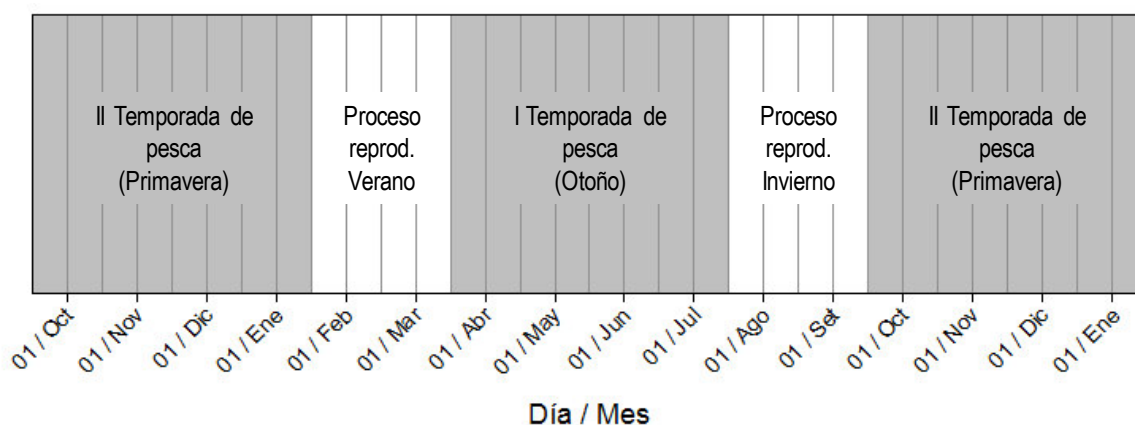 II Temporada de
pesca
(Primavera)
Proceso
reprod.
Verano
I Temporada de
pesca
(Otoño)
Proceso
reprod.
Invierno
II Temporada de
pesca
(Primavera)
01 / Oct
01 / Nov
01 / Dic
01 / Ene
01 / Feb
01 / Mar
01 / Abr
01 / May
01 / Jun
01 / Jul
01 / Ago
01 / Set
01 / Oct
01 / Nov
01 / Dic
01 / Ene
Día / Mes